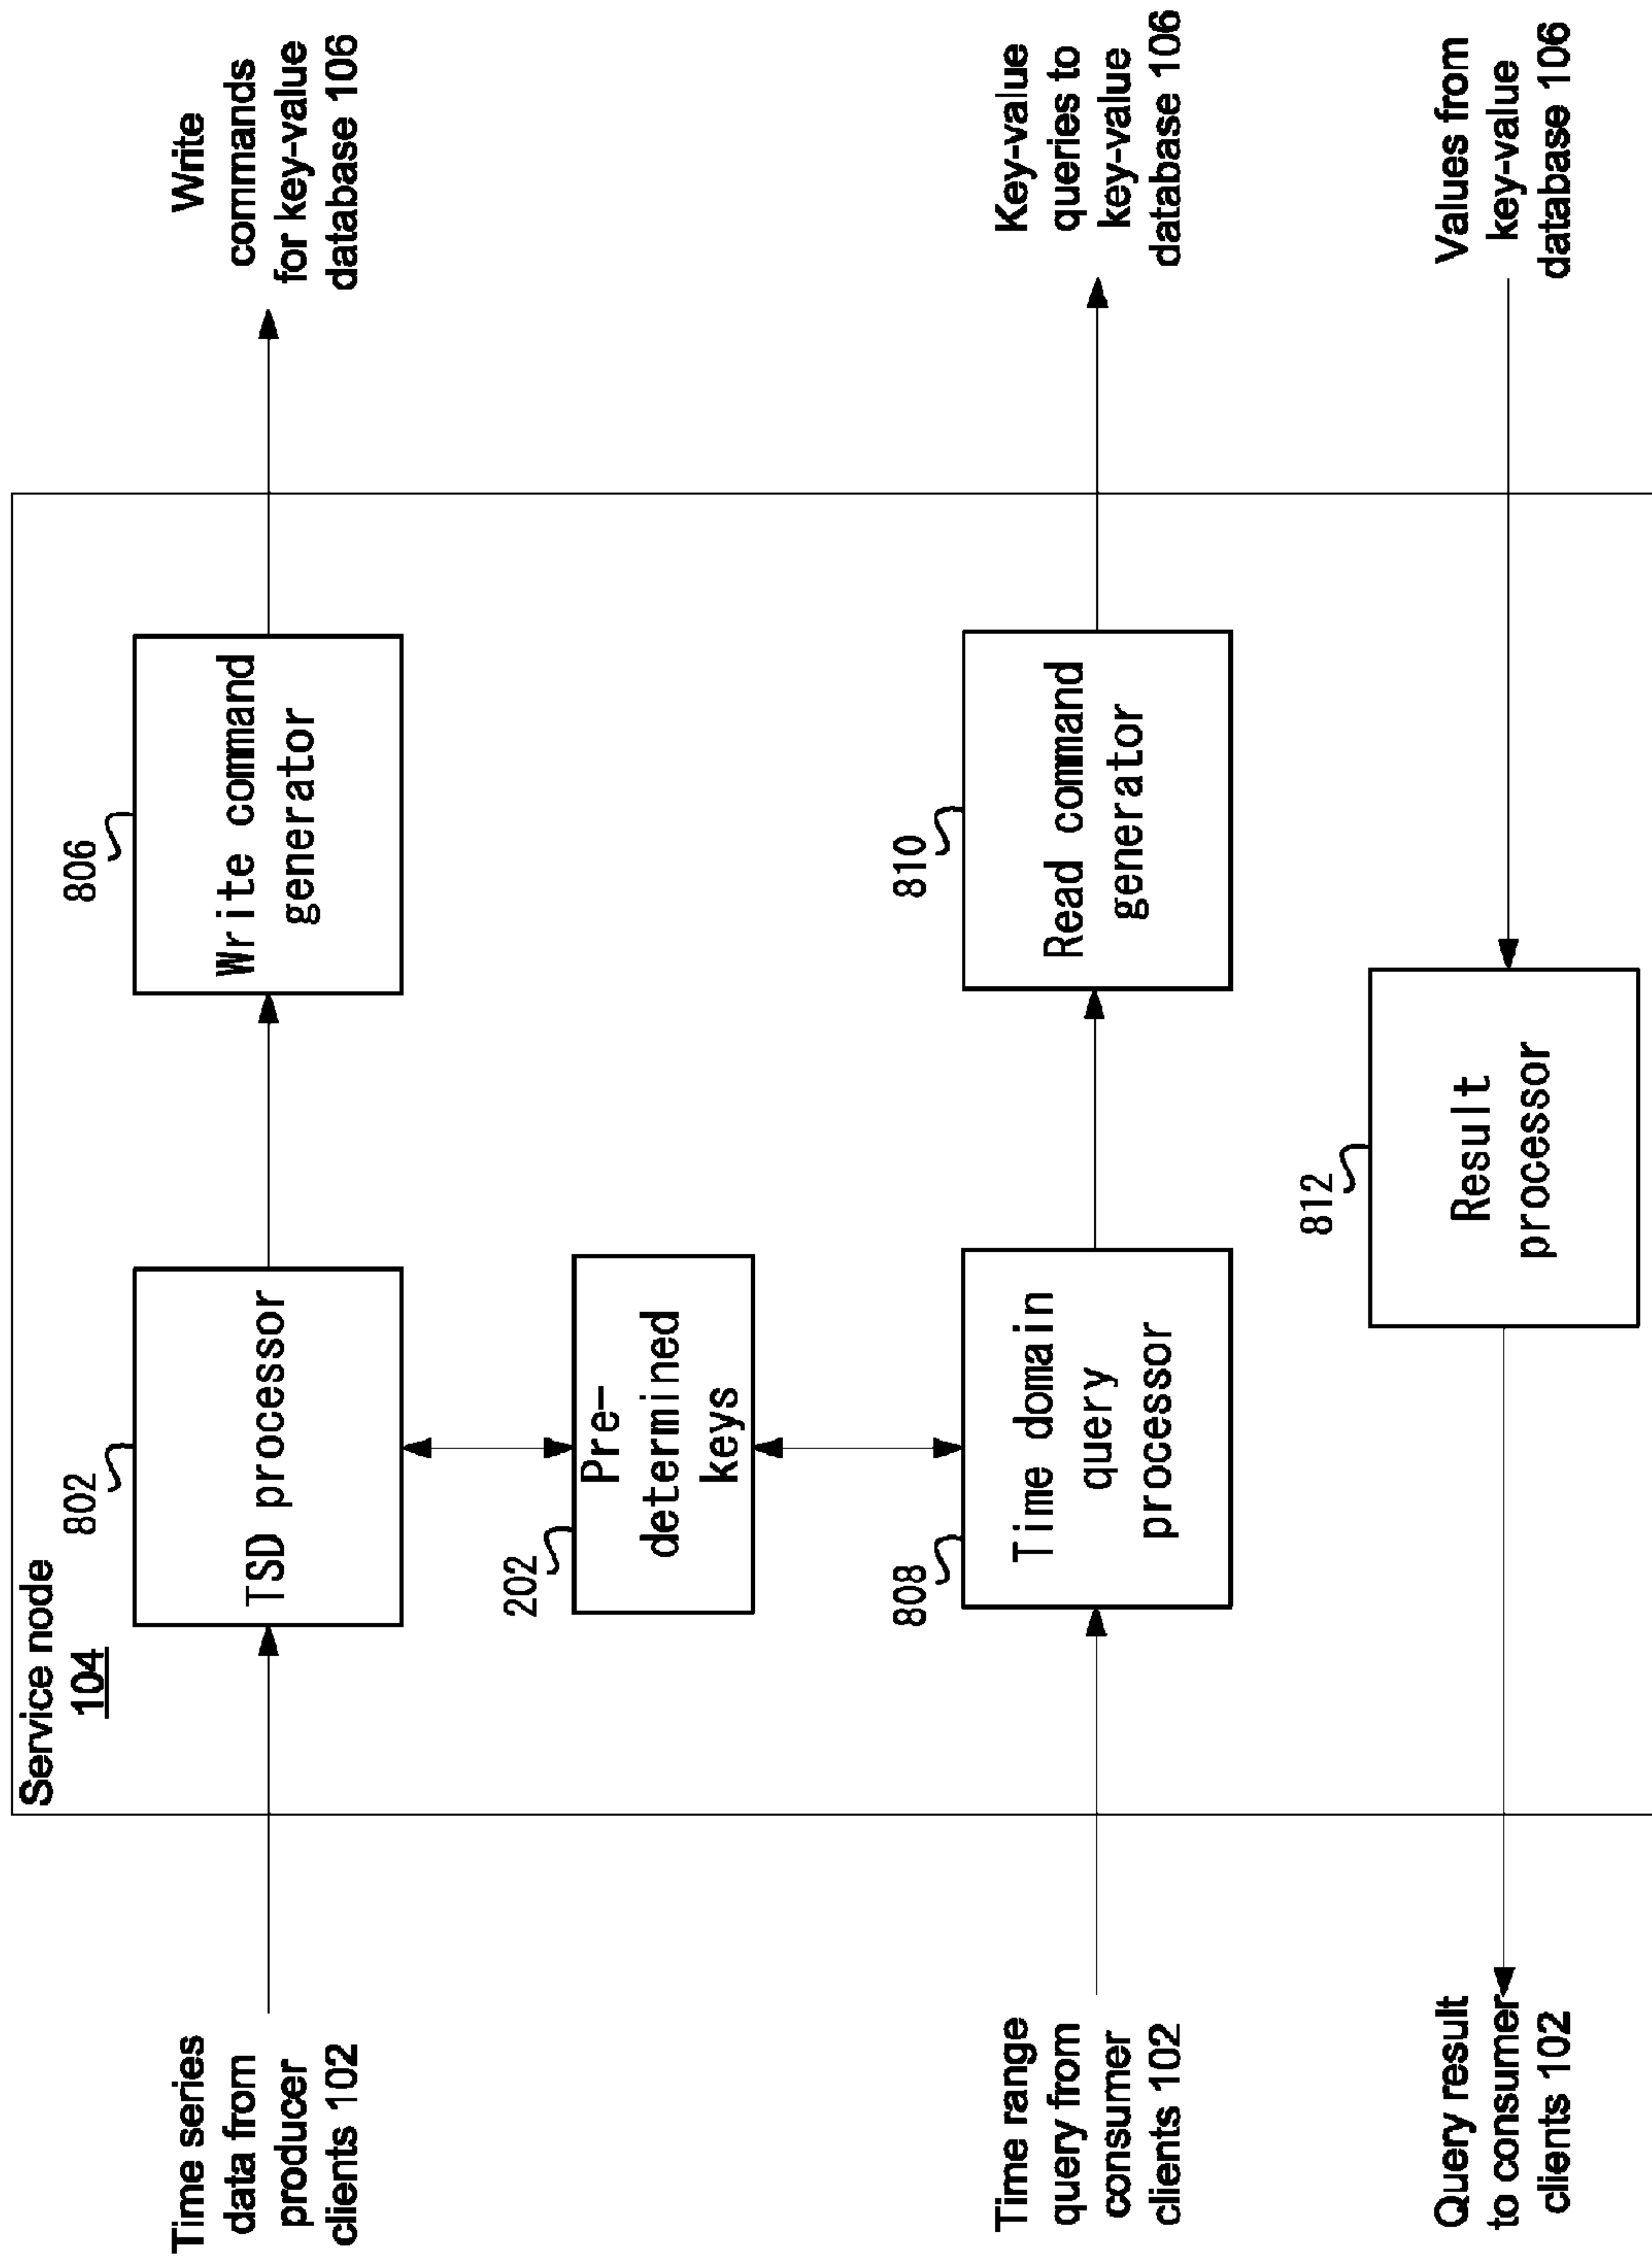 Service node
104
Time series
data from
producer
clients 102
802
TSD processor
806
Write command
generator
Write
commands
for key-value
database 106
202
Pre-
determined
keys
Time range
query from
consumer
clients 102
808
Time domain
query
processor
810
Read command
generator
Key-value
queries to
key-value
database 106
Query result
to consumer
clients 102
812
Result
processor
Values from
key-value
database 106